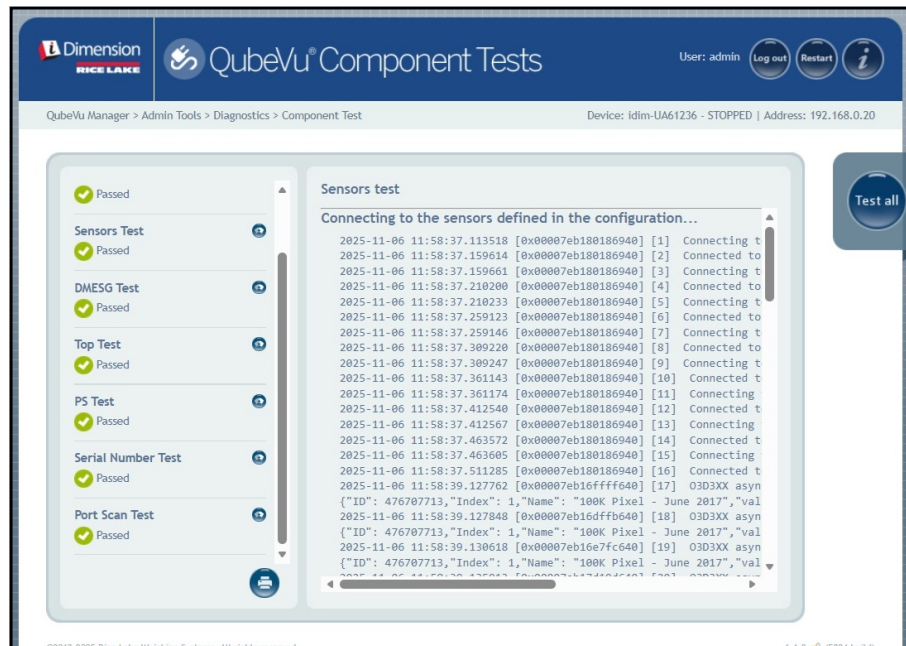 iDimension
RICE LAKE
QubeVu® Component Tests
User: admin
Log out
Restart
i
QubeVu Manager > Admin Tools > Diagnostics > Component Test
Device: idim-UA61236 - STOPPED | Address: 192.168.0.20
Test all
Passed
Sensors Test
Passed
DMESG Test
Passed
Top Test
Passed
PS Test
Passed
Serial Number Test
Passed
Port Scan Test
Passed
Sensors test
Connecting to the sensors defined in the configuration...
2025-11-06 11:58:37.113518 [0x00007eb180186940] [1] Connecting t
2025-11-06 11:58:37.159614 [0x00007eb180186940] [2] Connected to
2025-11-06 11:58:37.159661 [0x00007eb180186940] [3] Connecting t
2025-11-06 11:58:37.210200 [0x00007eb180186940] [4] Connected to
2025-11-06 11:58:37.210233 [0x00007eb180186940] [5] Connecting t
2025-11-06 11:58:37.259123 [0x00007eb180186940] [6] Connected to
2025-11-06 11:58:37.259146 [0x00007eb180186940] [7] Connecting t
2025-11-06 11:58:37.309220 [0x00007eb180186940] [8] Connected to
2025-11-06 11:58:37.309247 [0x00007eb180186940] [9] Connecting t
2025-11-06 11:58:37.361143 [0x00007eb180186940] [10] Connected t
2025-11-06 11:58:37.361174 [0x00007eb180186940] [11] Connecting
2025-11-06 11:58:37.412540 [0x00007eb180186940] [12] Connected t
2025-11-06 11:58:37.412567 [0x00007eb180186940] [13] Connecting
2025-11-06 11:58:37.463572 [0x00007eb180186940] [14] Connected t
2025-11-06 11:58:37.463605 [0x00007eb180186940] [15] Connecting
2025-11-06 11:58:37.511285 [0x00007eb180186940] [16] Connected t
2025-11-06 11:58:39.127762 [0x00007eb16ffff640] [17] O3D3XX asyn
{"ID": 476707713,"Index": 1,"Name": "100K Pixel - June 2017","val
2025-11-06 11:58:39.127848 [0x00007eb16dffb640] [18] O3D3XX asyn
{"ID": 476707713,"Index": 1,"Name": "100K Pixel - June 2017","val
2025-11-06 11:58:39.130618 [0x00007eb16e7fc640] [19] O3D3XX asyn
{"ID": 476707713,"Index": 1,"Name": "100K Pixel - June 2017","val